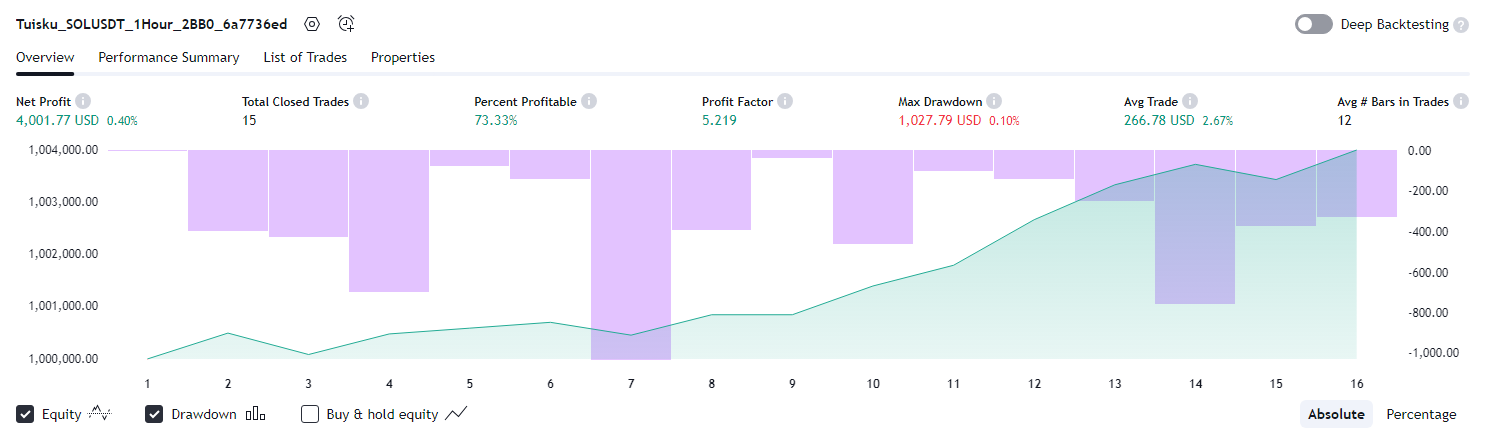 Tuisku_SOLUSDT_1Hour_2BB0_6a7736ed Deep Backtesting ?
Overview Performance Summary List of Trades Properties
Net Profit i Total Closed Trades i Percent Profitable i Profit Factor i Max Drawdown i Avg Trade i Avg # Bars in Trades i
4,001.77 USD 0.40% 15 73.33% 5.219 1,027.79 USD 0.10% 266.78 USD 2.67% 12
1,004,000.00 0.00
-200.00
1,003,000.00
-400.00
1,002,000.00
-600.00
1,001,000.00
-800.00
1,000,000.00 -1,000.00
1 2 3 4 5 6 7 8 9 10 11 12 13 14 15 16
Equity Drawdown Buy & hold equity Absolute Percentage